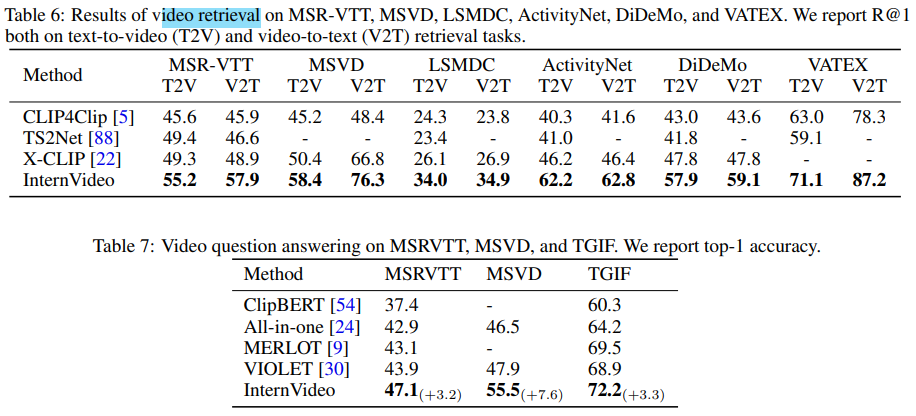 Table 6: Results of video retrieval on MSR-VTT, MSVD, LSMDC, ActivityNet, DiDeMo, and VATEX. We report R@1
both on text-to-video (T2V) and video-to-text (V2T) retrieval tasks.
Method MSR-VTT MSVD LSMDC ActivityNet DiDeMo VATEX
T2V V2T T2V V2T T2V V2T T2V V2T T2V V2T T2V V2T
CLIP4Clip [5] 45.6 45.9 45.2 48.4 24.3 23.8 40.3 41.6 43.0 43.6 63.0 78.3
TS2Net [88] 49.4 46.6 - - 23.4 - 41.0 - 41.8 - 59.1 -
X-CLIP [22] 49.3 48.9 50.4 66.8 26.1 26.9 46.2 46.4 47.8 47.8 - -
InternVideo 55.2 57.9 58.4 76.3 34.0 34.9 62.2 62.8 57.9 59.1 71.1 87.2
Table 7: Video question answering on MSRVTT, MSVD, and TGIF. We report top-1 accuracy.
Method MSRVTT MSVD TGIF
ClipBERT [54] 37.4 - 60.3
All-in-one [24] 42.9 46.5 64.2
MERLOT [9] 43.1 - 69.5
VIOLET [30] 43.9 47.9 68.9
InternVideo 47.1(+3.2) 55.5(+7.6) 72.2(+3.3)